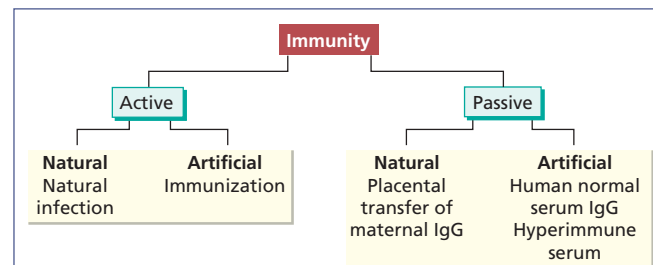 Immunity
Active
Passive
Natural
Natural
infection
Artificial
Immunization
Natural
Placental
transfer of
maternal IgG
Artificial
Human normal
serum IgG
Hyperimmune
serum